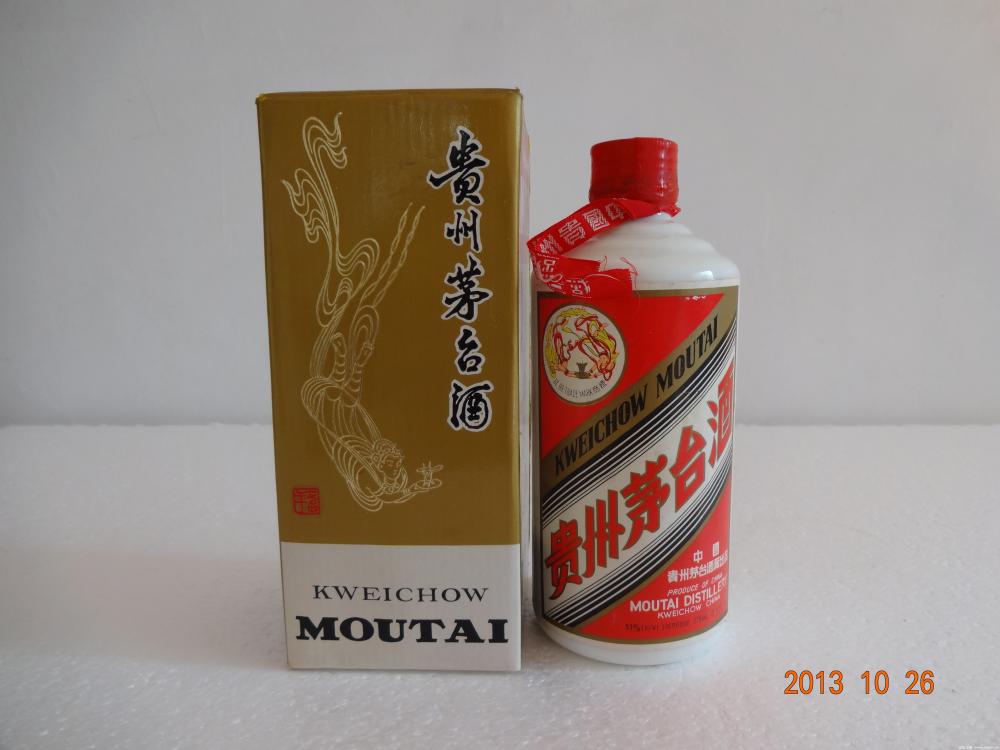 貴州茅台酒
KWEICHOW
MOUTAI
KWEICHOW MOUTAI
贵州茅台酒
中國
貴州茅台酒廠出品
PRODUCE OF CHINA
MOUTAI DISTILLERY
KWEICHOW CHINA
2013 10 26